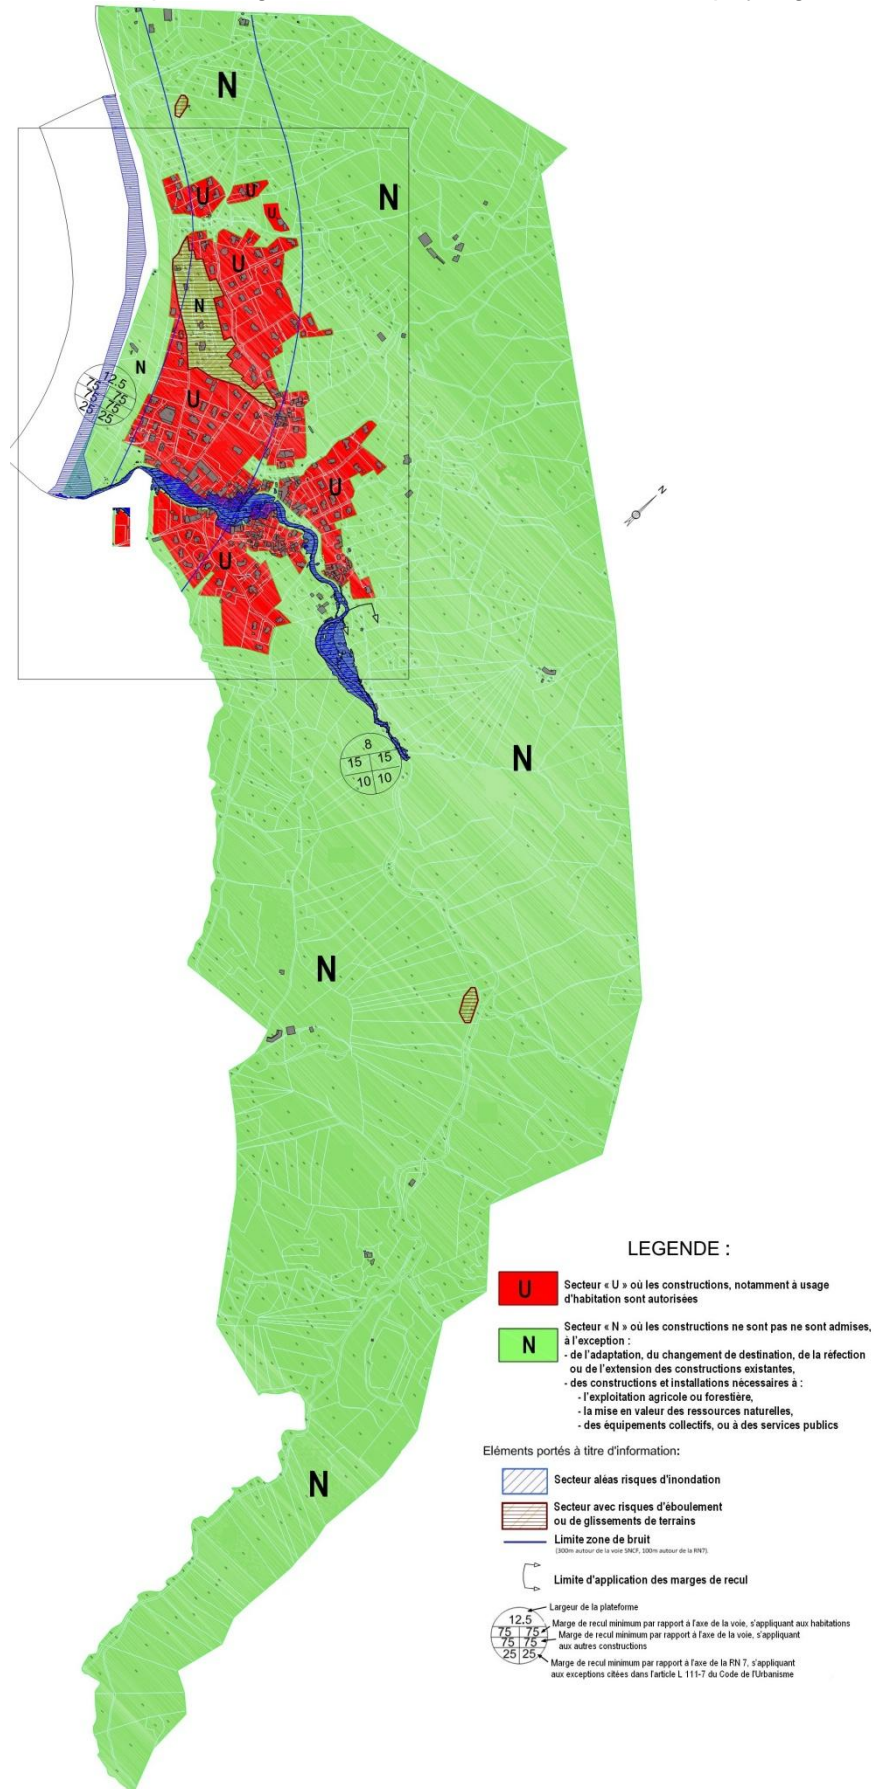 N
N
U
U
U
U
N
N
12.5
75 75
75 75
25 25
U
U
U
N
N
8
15 15
10 10
N
N
N
LEGENDE :
U
Secteur « U » où les constructions, notamment à usage
d'habitation sont autorisées
N
Secteur « N » où les constructions ne sont pas ne sont admises,
à l'exception :
- de l'adaptation, du changement de destination, de la réfection
ou de l'extension des constructions existantes,
- des constructions et installations nécessaires à :
- l'exploitation agricole ou forestière,
- la mise en valeur des ressources naturelles,
- des équipements collectifs, ou à des services publics
Eléments portés à titre d'information:
Secteur aléas risques d'inondation
Secteur avec risques d'éboulement
ou de glissements de terrains
Limite zone de bruit
(300m autour de la voie SNCF, 100m autour de la RN7).
Limite d'application des marges de recul
Largeur de la plateforme
12.5
75 75
75 75
25 25
Marge de recul minimum par rapport à l'axe de la voie, s'appliquant aux habitations
Marge de recul minimum par rapport à l'axe de la voie, s'appliquant
aux autres constructions
Marge de recul minimum par rapport à l'axe de la RN 7, s'appliquant
aux exceptions citées dans l'article L 111-7 du Code de l'Urbanisme